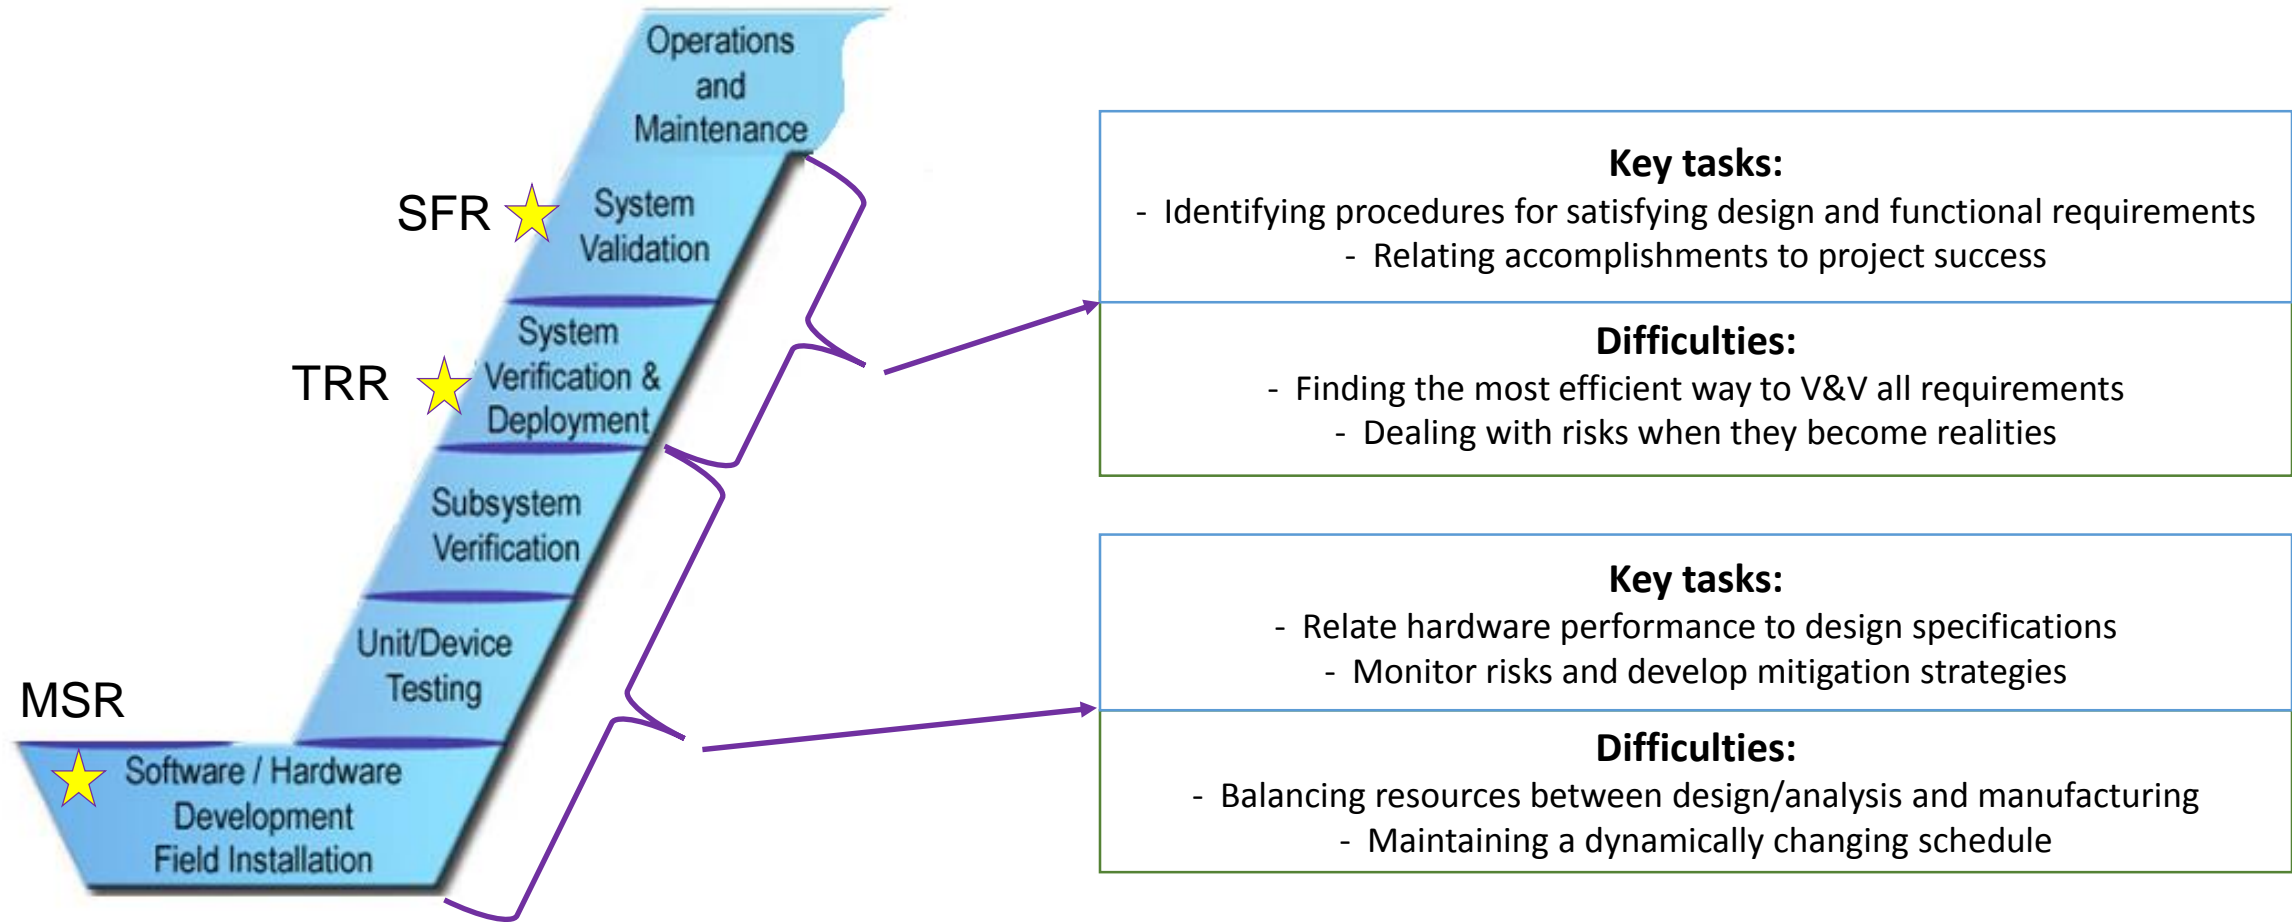 Operations
and
Maintenance
SFR
System
Validation
TRR
System
Verification &
Deployment
Subsystem
Verification
Unit/Device
Testing
MSR
Software / Hardware
Development
Field Installation
Key tasks:
- Identifying procedures for satisfying design and functional requirements
- Relating accomplishments to project success
Difficulties:
- Finding the most efficient way to V&V all requirements
- Dealing with risks when they become realities
Key tasks:
- Relate hardware performance to design specifications
- Monitor risks and develop mitigation strategies
Difficulties:
- Balancing resources between design/analysis and manufacturing
- Maintaining a dynamically changing schedule